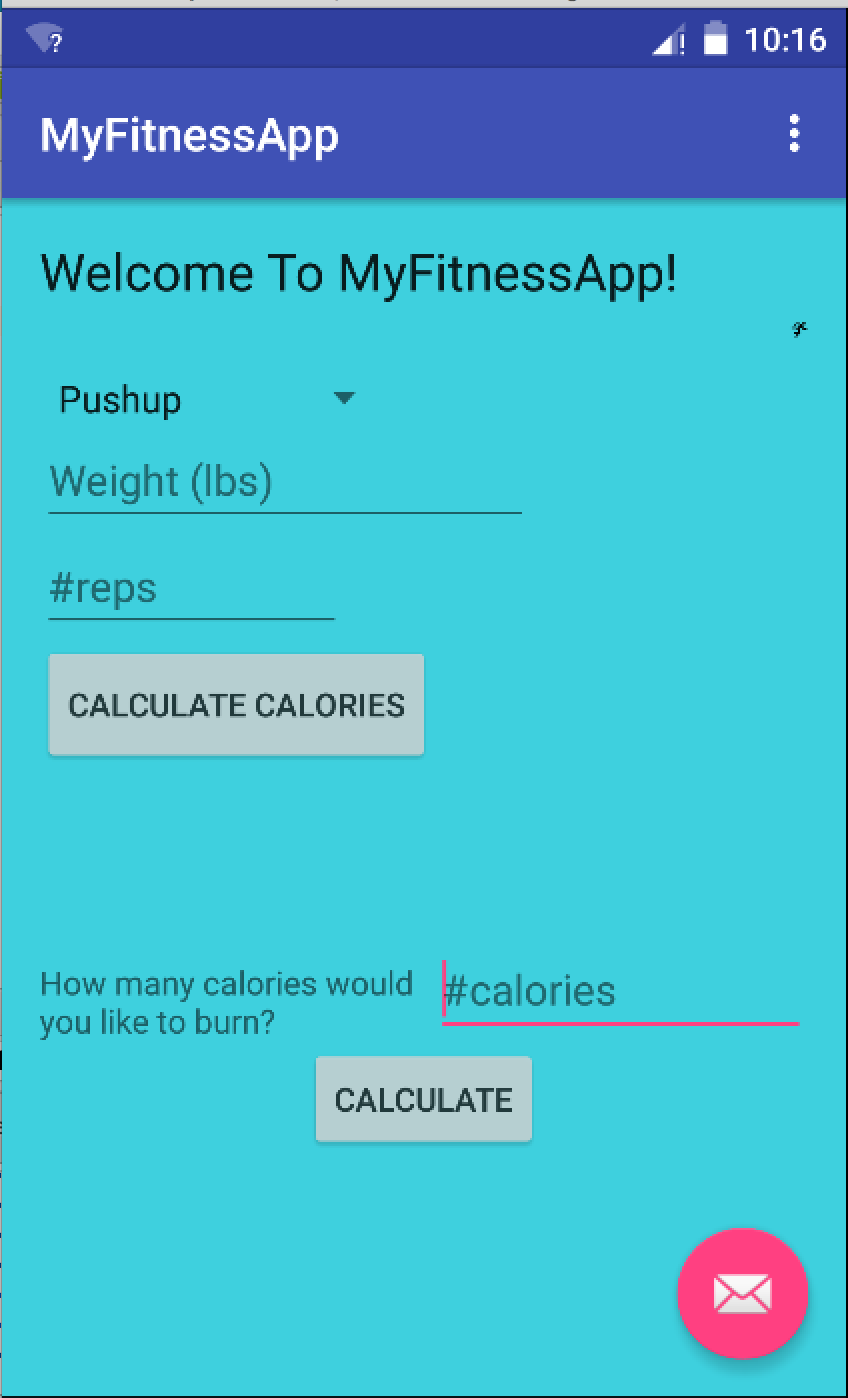 10:16
MyFitnessApp
Welcome To MyFitnessApp!
Pushup
Weight (lbs)
#reps
CALCULATE CALORIES
How many calories would
you like to burn?
#calories
CALCULATE